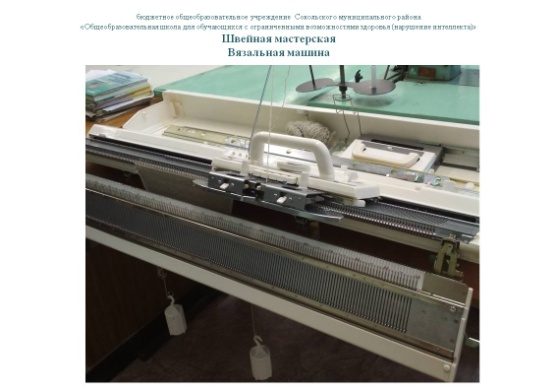 бюджетное общеобразовательное учреждение Сокольского муниципального района
«Общеобразовательная школа для обучающихся с ограниченными возможностями здоровья (нарушение интеллекта)»
Швейная мастерская
Вязальная машина